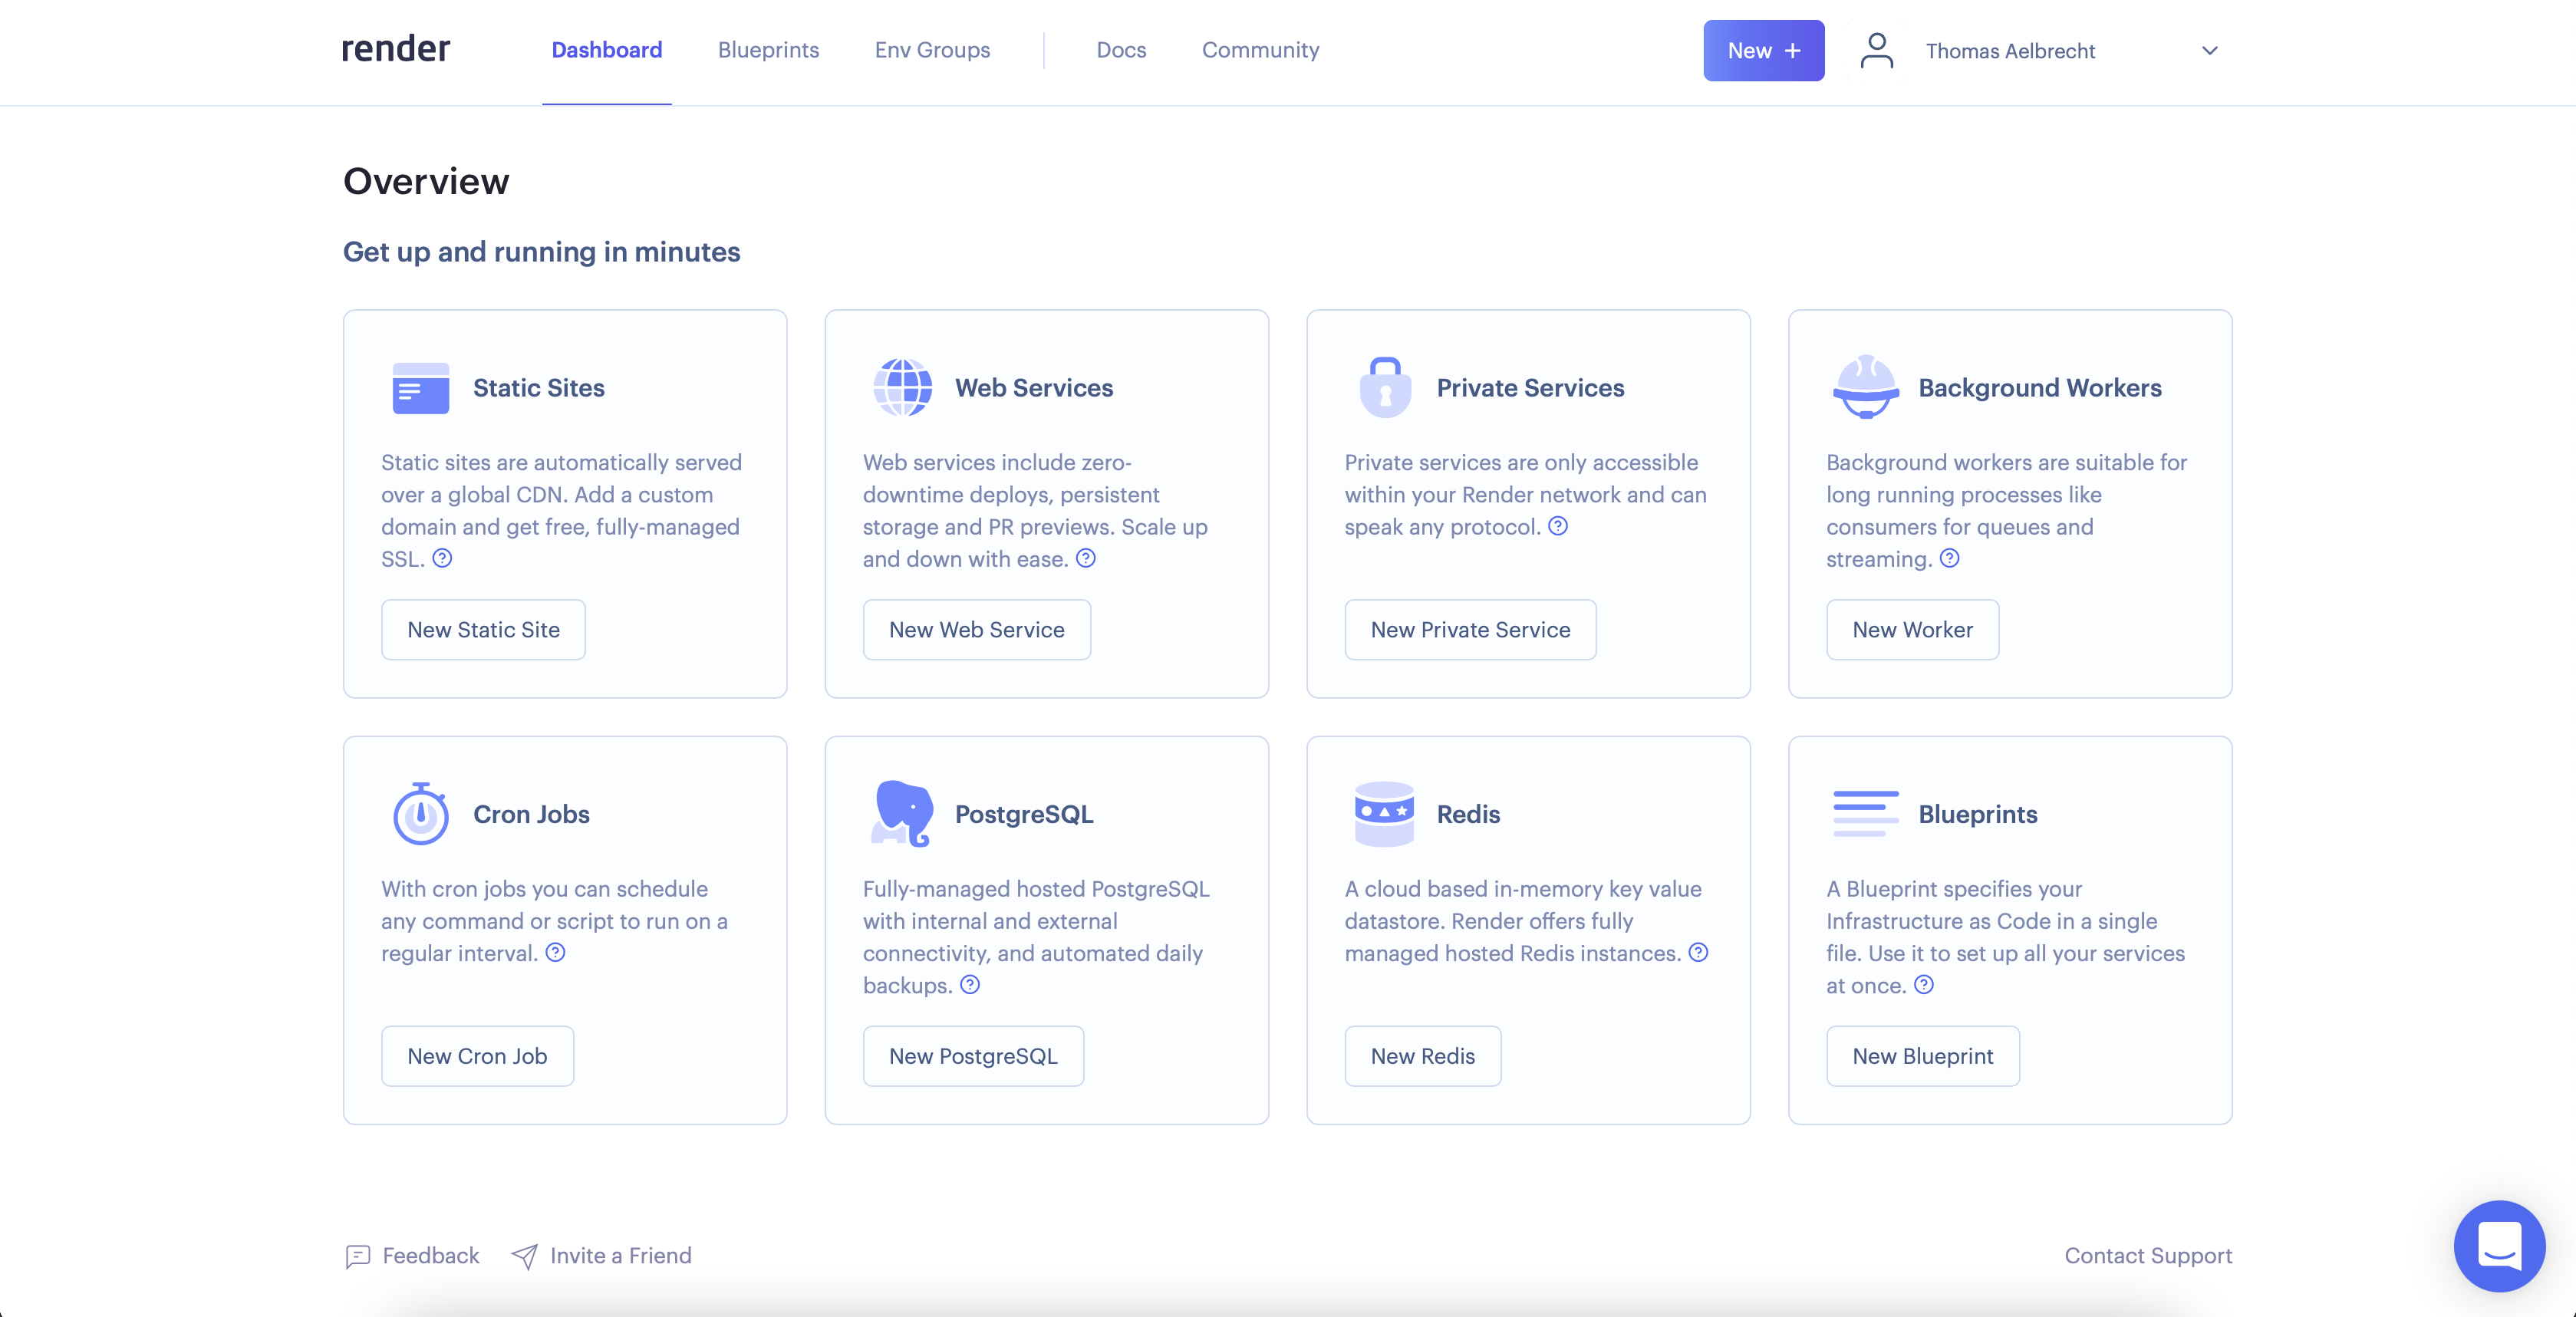 render
Dashboard
Blueprints
Env Groups
Docs
Community
New +
Thomas Aelbrecht
Overview
Get up and running in minutes
Static Sites
Static sites are automatically served
over a global CDN. Add a custom
domain and get free, fully-managed
SSL. ?
New Static Site
Web Services
Web services include zero-
downtime deploys, persistent
storage and PR previews. Scale up
and down with ease. ?
New Web Service
Private Services
Private services are only accessible
within your Render network and can
speak any protocol. ?
New Private Service
Background Workers
Background workers are suitable for
long running processes like
consumers for queues and
streaming. ?
New Worker
Cron Jobs
With cron jobs you can schedule
any command or script to run on a
regular interval. ?
New Cron Job
PostgreSQL
Fully-managed hosted PostgreSQL
with internal and external
connectivity, and automated daily
backups. ?
New PostgreSQL
Redis
A cloud based in-memory key value
datastore. Render offers fully
managed hosted Redis instances. ?
New Redis
Blueprints
A Blueprint specifies your
Infrastructure as Code in a single
file. Use it to set up all your services
at once. ?
New Blueprint
Feedback
Invite a Friend
Contact Support